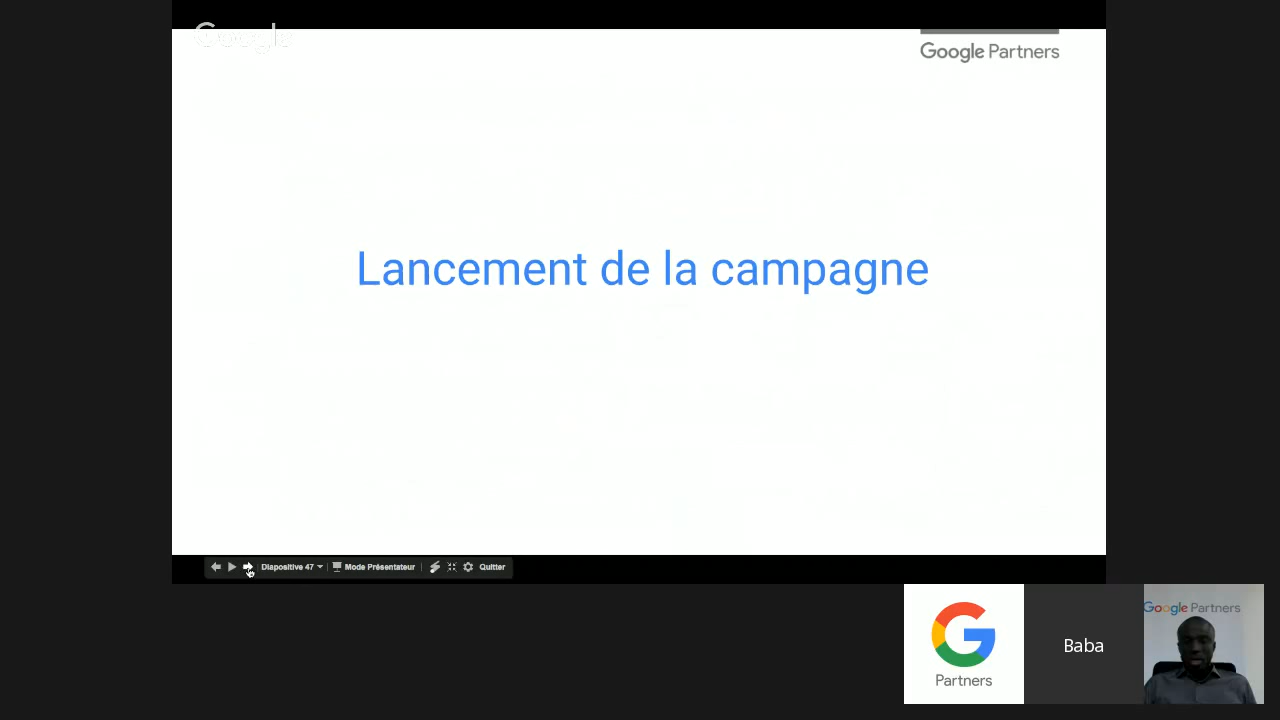 Google
Google Partners
Lancement de la campagne
Diapositive 47
Mode Présentateur
Quitter
Partners
Baba
Google Partners